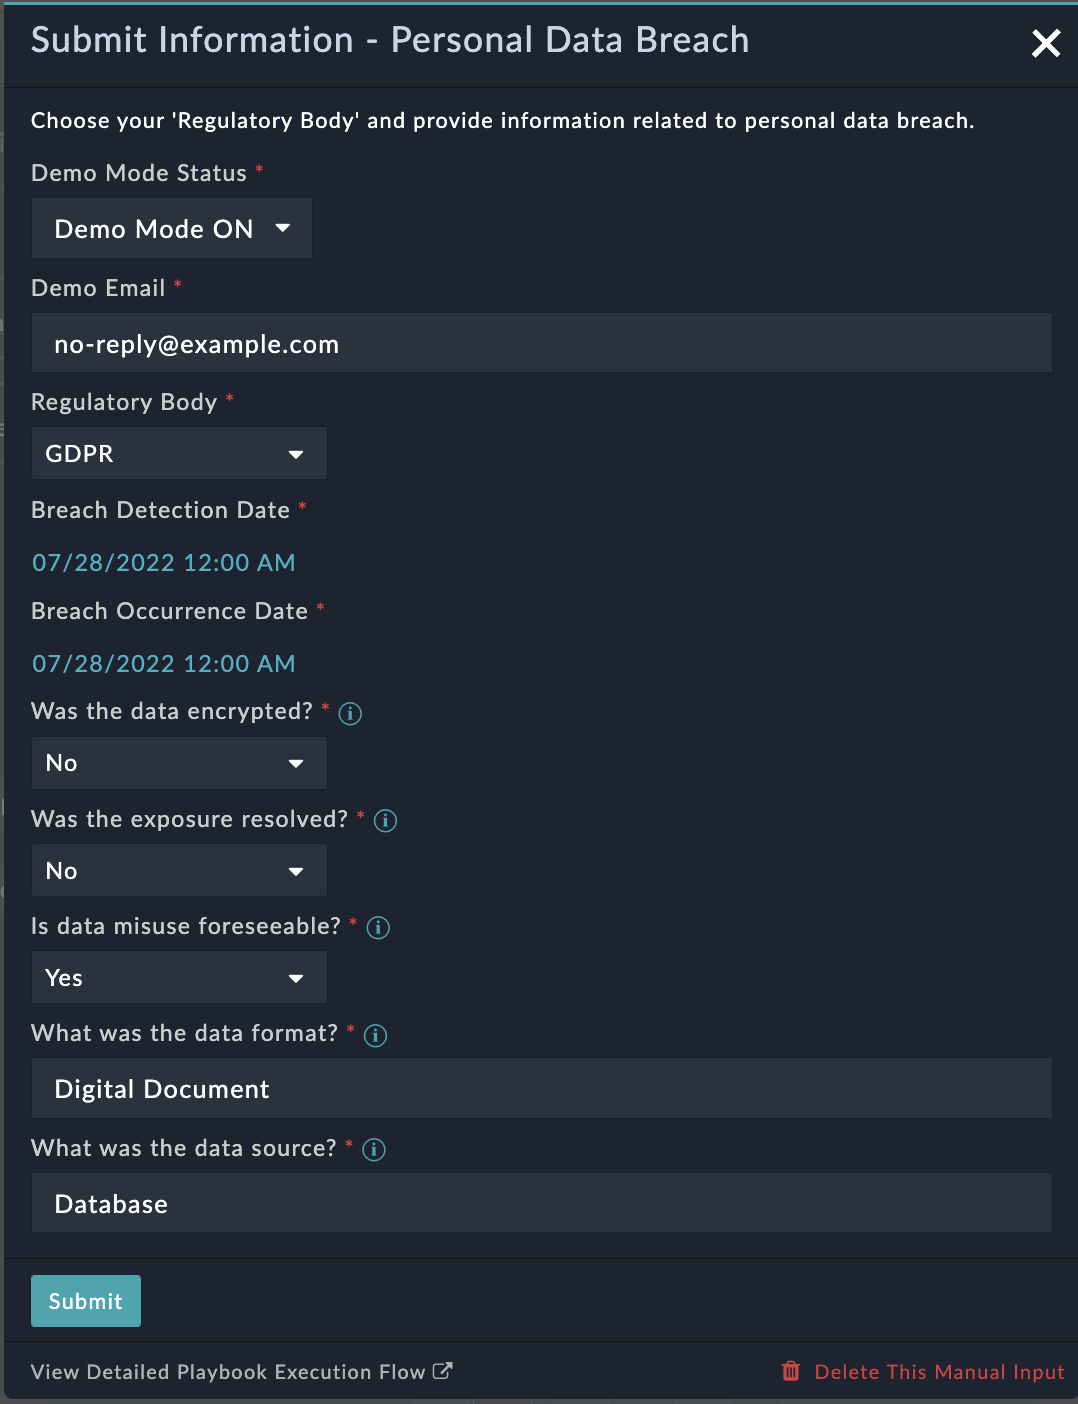 Submit Information - Personal Data Breach
Choose your 'Regulatory Body' and provide information related to personal data breach.
Demo Mode Status *
Demo Mode ON
Demo Email *
no-reply@example.com
Regulatory Body *
GDPR
Breach Detection Date *
07/28/2022 12:00 AM
Breach Occurrence Date *
07/28/2022 12:00 AM
Was the data encrypted? *
No
Was the exposure resolved? *
No
Is data misuse foreseeable? *
Yes
What was the data format? *
Digital Document
What was the data source? *
Database
Submit
View Detailed Playbook Execution Flow
Delete This Manual Input